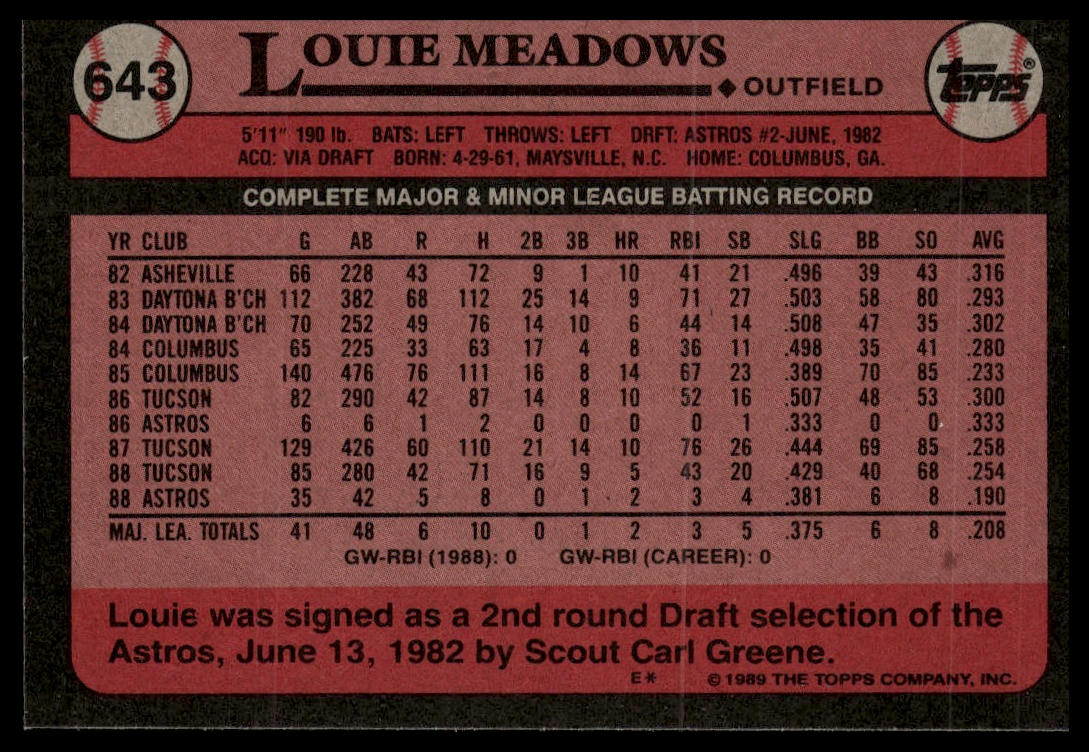 643
LOUIE MEADOWS
OUTFIELD
TOPPS®
5'11" 190 lb. BATS: LEFT THROWS: LEFT DRFT: ASTROS #2-JUNE, 1982
ACQ: VIA DRAFT BORN: 4-29-61, MAYSVILLE, N.C. HOME: COLUMBUS, GA.
COMPLETE MAJOR & MINOR LEAGUE BATTING RECORD
YR CLUB G AB R H 2B 3B HR RBI SB SLG BB SO AVG
82 ASHEVILLE 66 228 43 72 9 1 10 41 21 .496 39 43 .316
83 DAYTONA B'CH 112 382 68 112 25 14 9 71 27 .503 58 80 .293
84 DAYTONA B'CH 70 252 49 76 14 10 6 44 14 .508 47 35 .302
84 COLUMBUS 65 225 33 63 17 4 8 36 11 .498 35 41 .280
85 COLUMBUS 140 476 76 111 16 8 14 67 23 .389 70 85 .233
86 TUCSON 82 290 42 87 14 8 10 52 16 .507 48 53 .300
86 ASTROS 6 6 1 2 0 0 0 0 1 .333 0 0 .333
87 TUCSON 129 426 60 110 21 14 10 76 26 .444 69 85 .258
88 TUCSON 85 280 42 71 16 9 5 43 20 .429 40 68 .254
88 ASTROS 35 42 5 8 0 1 2 3 4 .381 6 8 .190
MAJ. LEA. TOTALS 41 48 6 10 0 1 2 3 5 .375 6 8 .208
GW-RBI (1988): 0 GW-RBI (CAREER): 0
Louie was signed as a 2nd round Draft selection of the
Astros, June 13, 1982 by Scout Carl Greene.
E* © 1989 THE TOPPS COMPANY, INC.